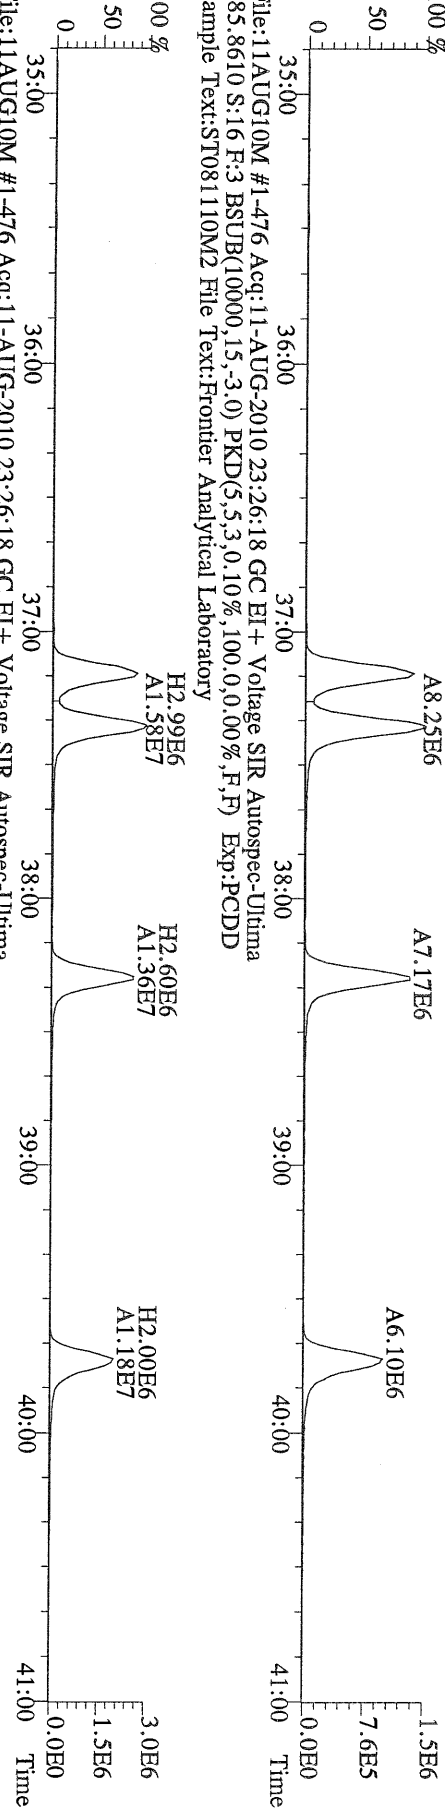 00 %
50
0
A8.25E6
A7.17E6
A6.10E6
1.5E6
7.6E5
0.0E0
35:00 36:00 37:00 38:00 39:00 40:00 41:00 Time
ile:11AUG10M #1-476 Acq:11-AUG-2010 23:26:18 GC EI+ Voltage SIR Autospec-Ultima
85.8610 S:16 F:3 BSUB(10000,15,-3.0) PKD(5,5,3,0.10%,100.0,0.00%,F,F) Exp:PCDD
ample Text:ST081110M2 File Text:Frontier Analytical Laboratory
00 %
50
0
H2.99E6
A1.58E7
H2.60E6
A1.36E7
H2.00E6
A1.18E7
3.0E6
1.5E6
0.0E0
35:00 36:00 37:00 38:00 39:00 40:00 41:00 Time
ile:11AUG10M #1-476 Acq:11-AUG-2010 23:26:18 GC EI+ Voltage SIR Autospec-Ultima